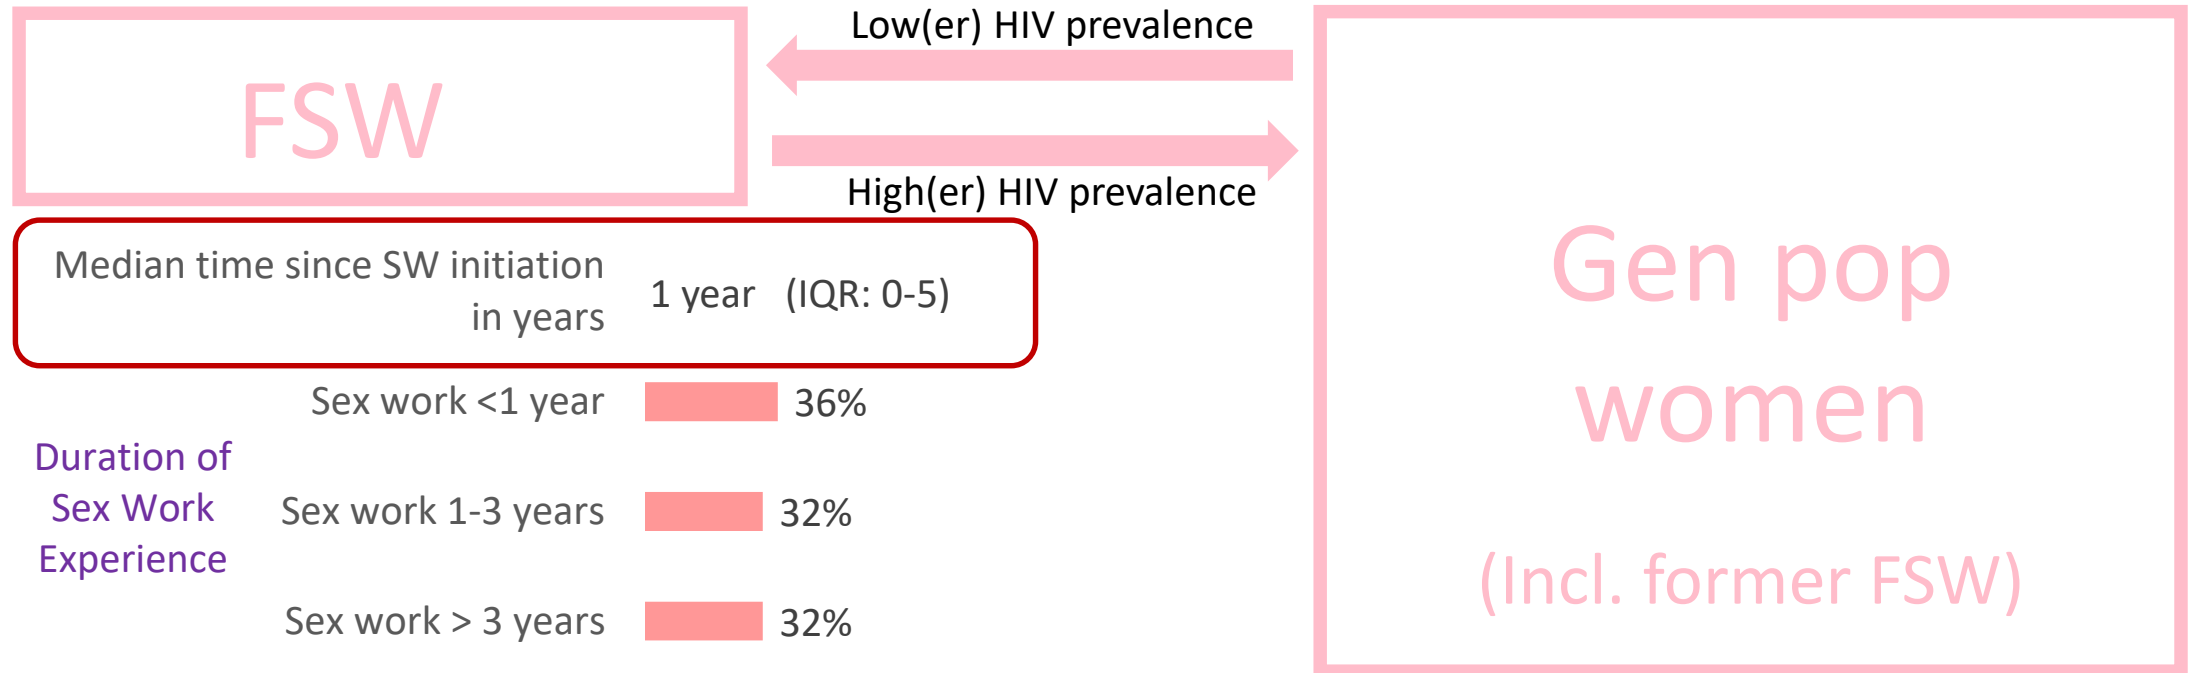 FSW
Low(er) HIV prevalence
High(er) HIV prevalence
Gen pop
women
(Incl. former FSW)
Median time since SW initiation
in years
1 year (IQR: 0-5)
Duration of
Sex Work
Experience
Sex work <1 year
36%
Sex work 1-3 years
32%
Sex work > 3 years
32%